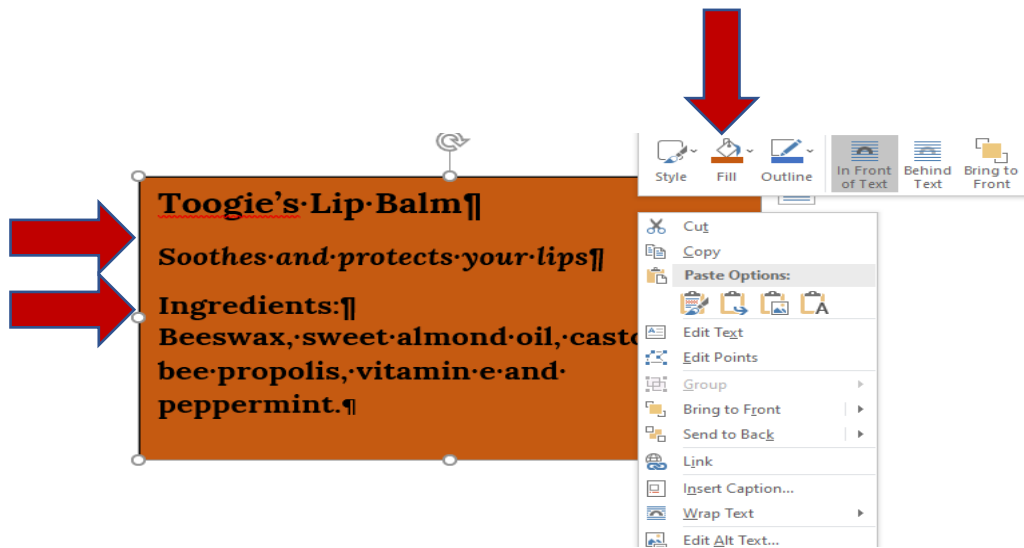 Style
Fill
Outline
In Front of Text
Behind Text
Bring to Front
Toogie's·Lip·Balm¶
Soothes·and·protects·your·lips¶
Ingredients:¶
Beeswax,·sweet·almond·oil,·casto
bee·propolis,·vitamin·e·and·
peppermint.¶
Cut
Copy
Paste Options:
A
Edit Text
Edit Points
Group
Bring to Front
Send to Back
Link
Insert Caption...
Wrap Text
Edit Alt Text...